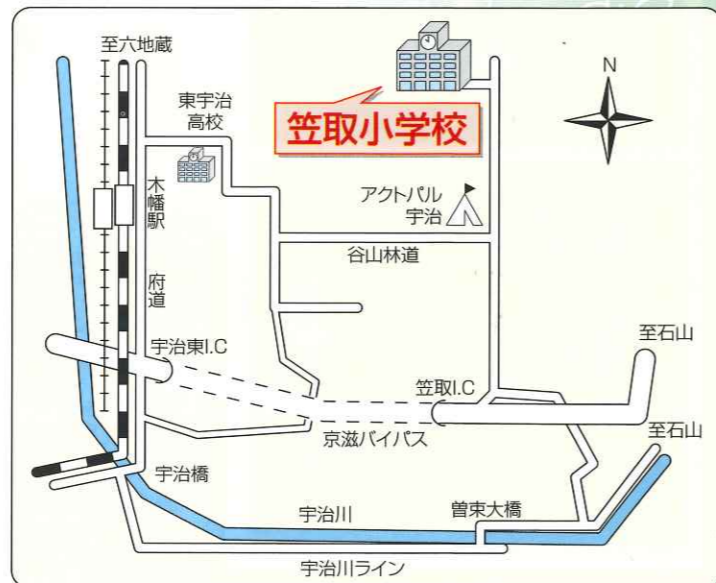 至六地蔵
東宇治
高校
笠取小学校
N
木幡駅
アクトパル
宇治
谷山林道
府道
宇治東I.C
至石山
笠取I.C
京滋バイパス
至石山
宇治橋
宇治川
曽束大橋
宇治川ライン